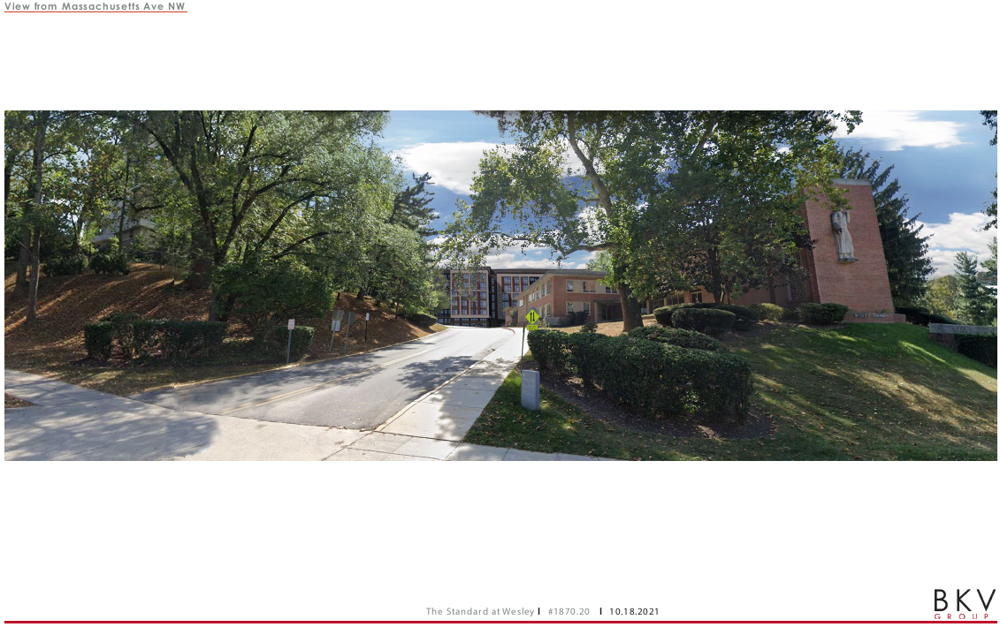 View from Massachusetts Ave NW
The Standard at Wesley I #1870.20 I 10.18.2021
BKV
GROUP